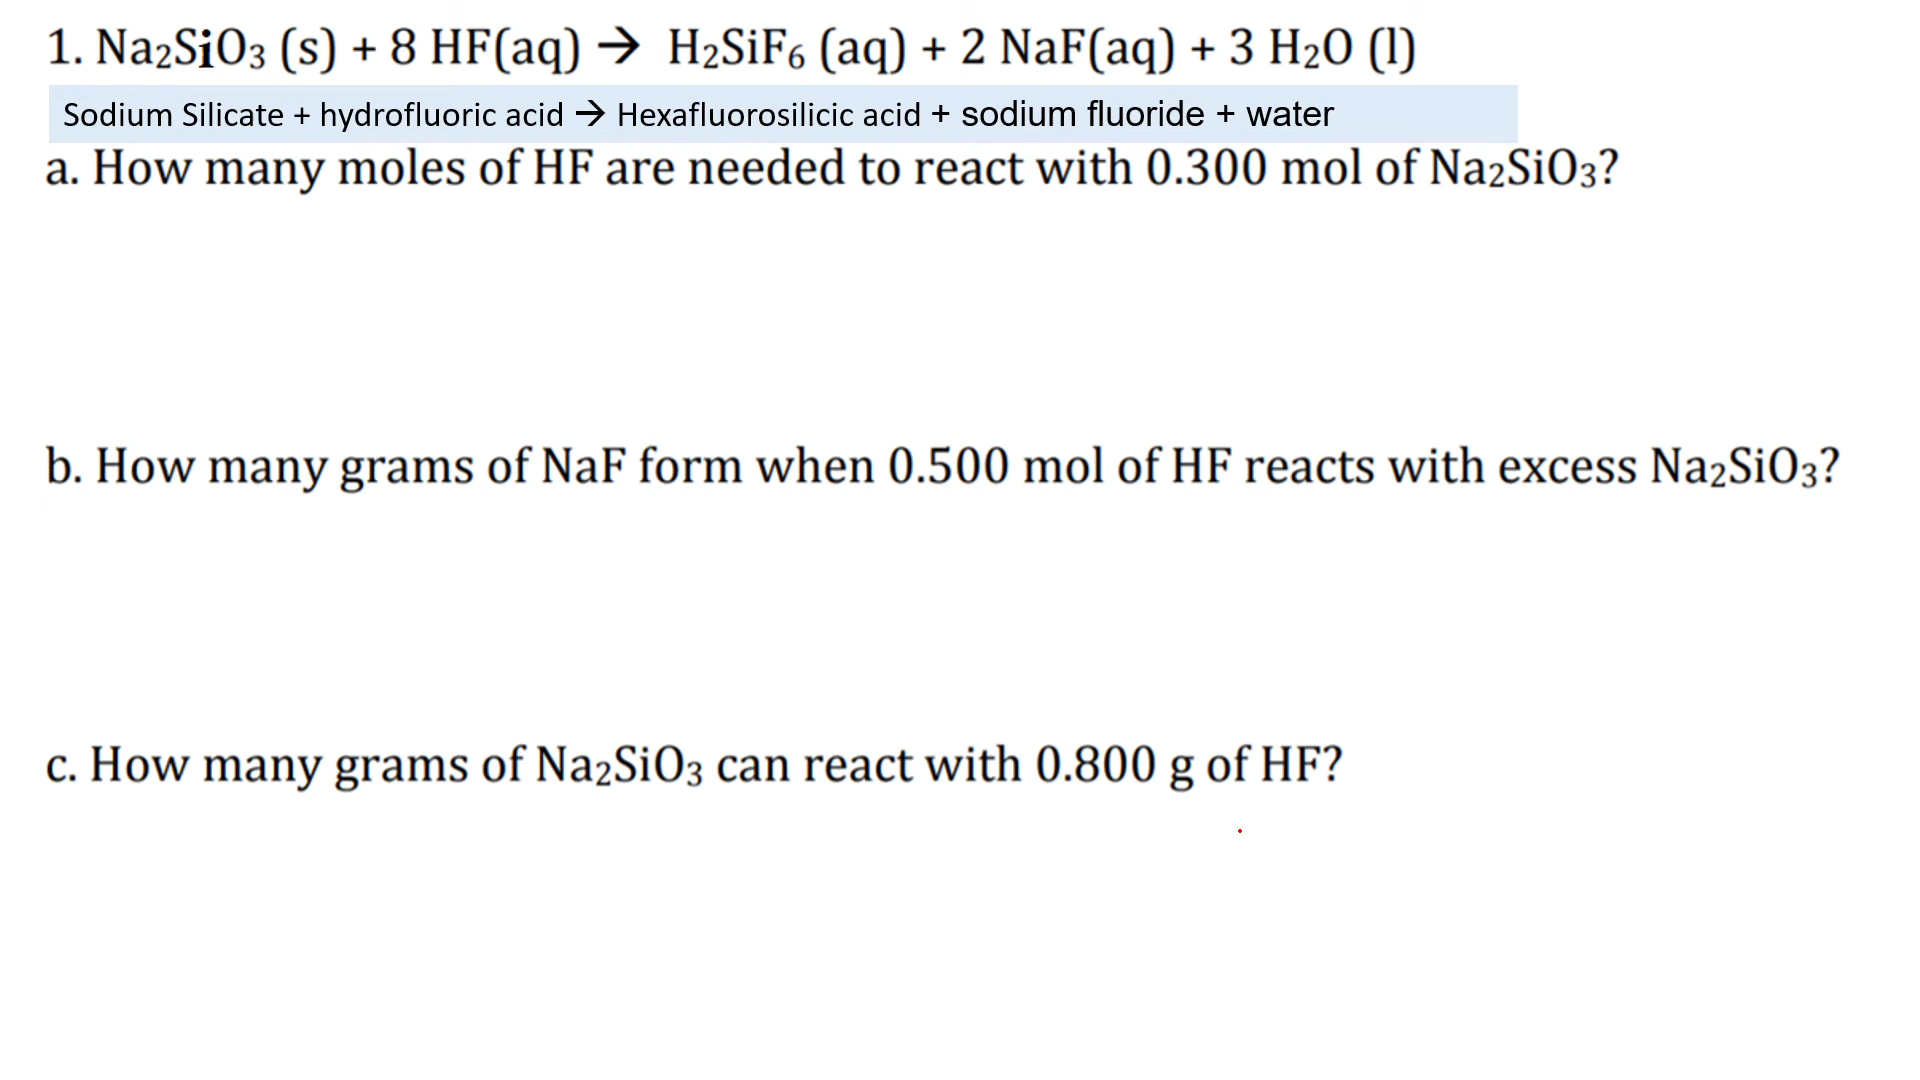 1. Na₂SiO₃ (s) + 8 HF(aq) → H₂SiF₆ (aq) + 2 NaF(aq) + 3 H₂O (l)
Sodium Silicate + hydrofluoric acid → Hexafluorosilicic acid + sodium fluoride + water
a. How many moles of HF are needed to react with 0.300 mol of Na₂SiO₃?
b. How many grams of NaF form when 0.500 mol of HF reacts with excess Na₂SiO₃?
c. How many grams of Na₂SiO₃ can react with 0.800 g of HF?